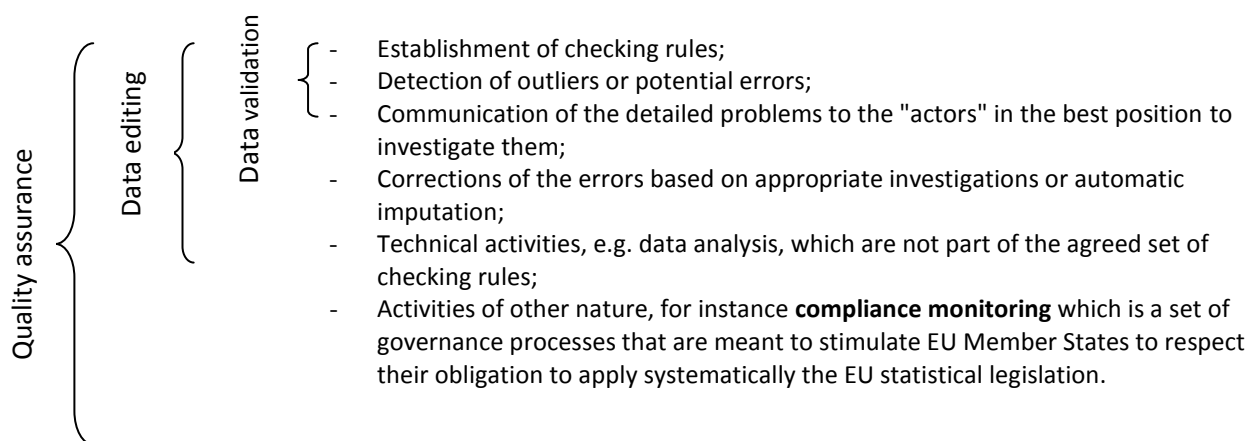 Quality assurance
Data editing
Data validation
- Establishment of checking rules;
- Detection of outliers or potential errors;
- Communication of the detailed problems to the "actors" in the best position to
investigate them;
- Corrections of the errors based on appropriate investigations or automatic
imputation;
- Technical activities, e.g. data analysis, which are not part of the agreed set of
checking rules;
- Activities of other nature, for instance compliance monitoring which is a set of
governance processes that are meant to stimulate EU Member States to respect
their obligation to apply systematically the EU statistical legislation.